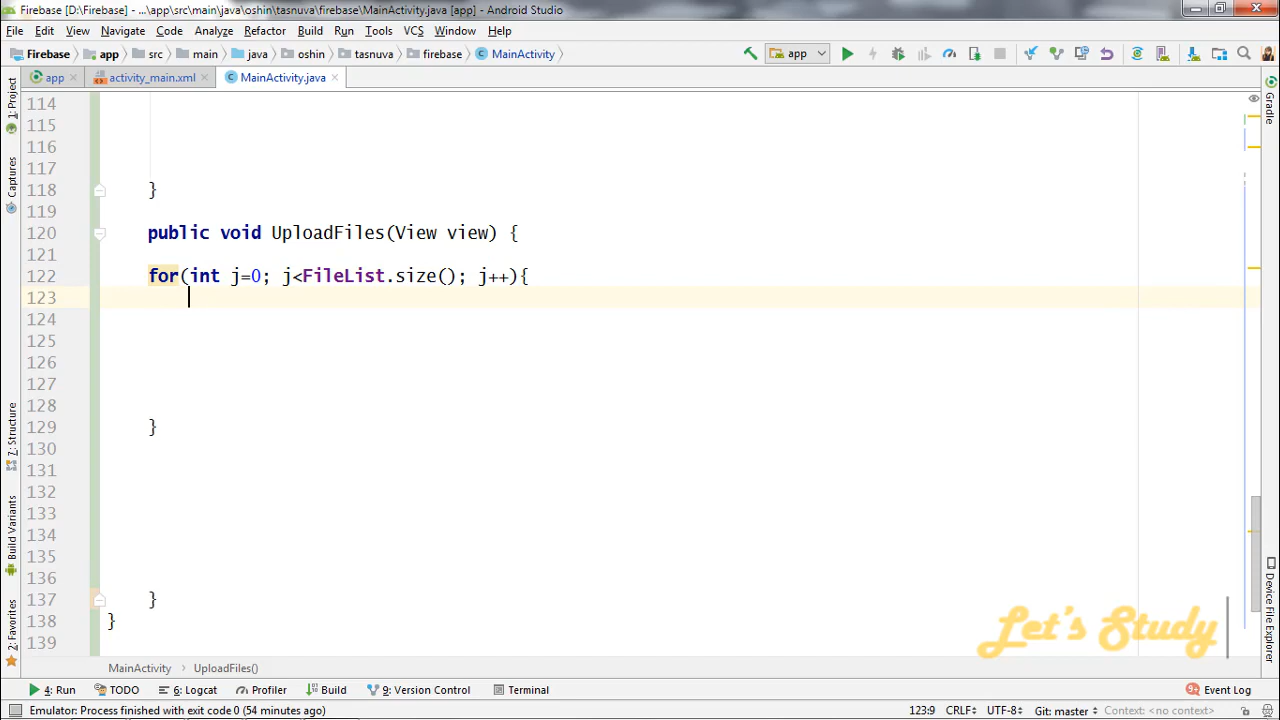 Firebase [D:\Firebase] - ...\app\src\main\java\oshin\tasnuva\firebase\MainActivity.java [app] - Android Studio
File Edit View Navigate Code Analyze Refactor Build Run Tools VCS Window Help
Firebase app src main java oshin tasnuva firebase MainActivity app
app activity_main.xml MainActivity.java
1: Project
Captures
7: Structure
Build Variants
2: Favorites
Gradle
Device File Explorer
114
115
116
117
118 }
119
120 public void UploadFiles(View view) {
121
122 for(int j=0; j<FileList.size(); j++){
123
124
125
126
127
128
129 }
130
131
132
133
134
135
136
137 }
138 }
139
Let's Study
MainActivity UploadFiles()
4: Run TODO 6: Logcat Profiler Build 9: Version Control Terminal 9+ Event Log
Emulator: Process finished with exit code 0 (54 minutes ago) 123:9 CRLF UTF-8 Git: master Context: <no context>